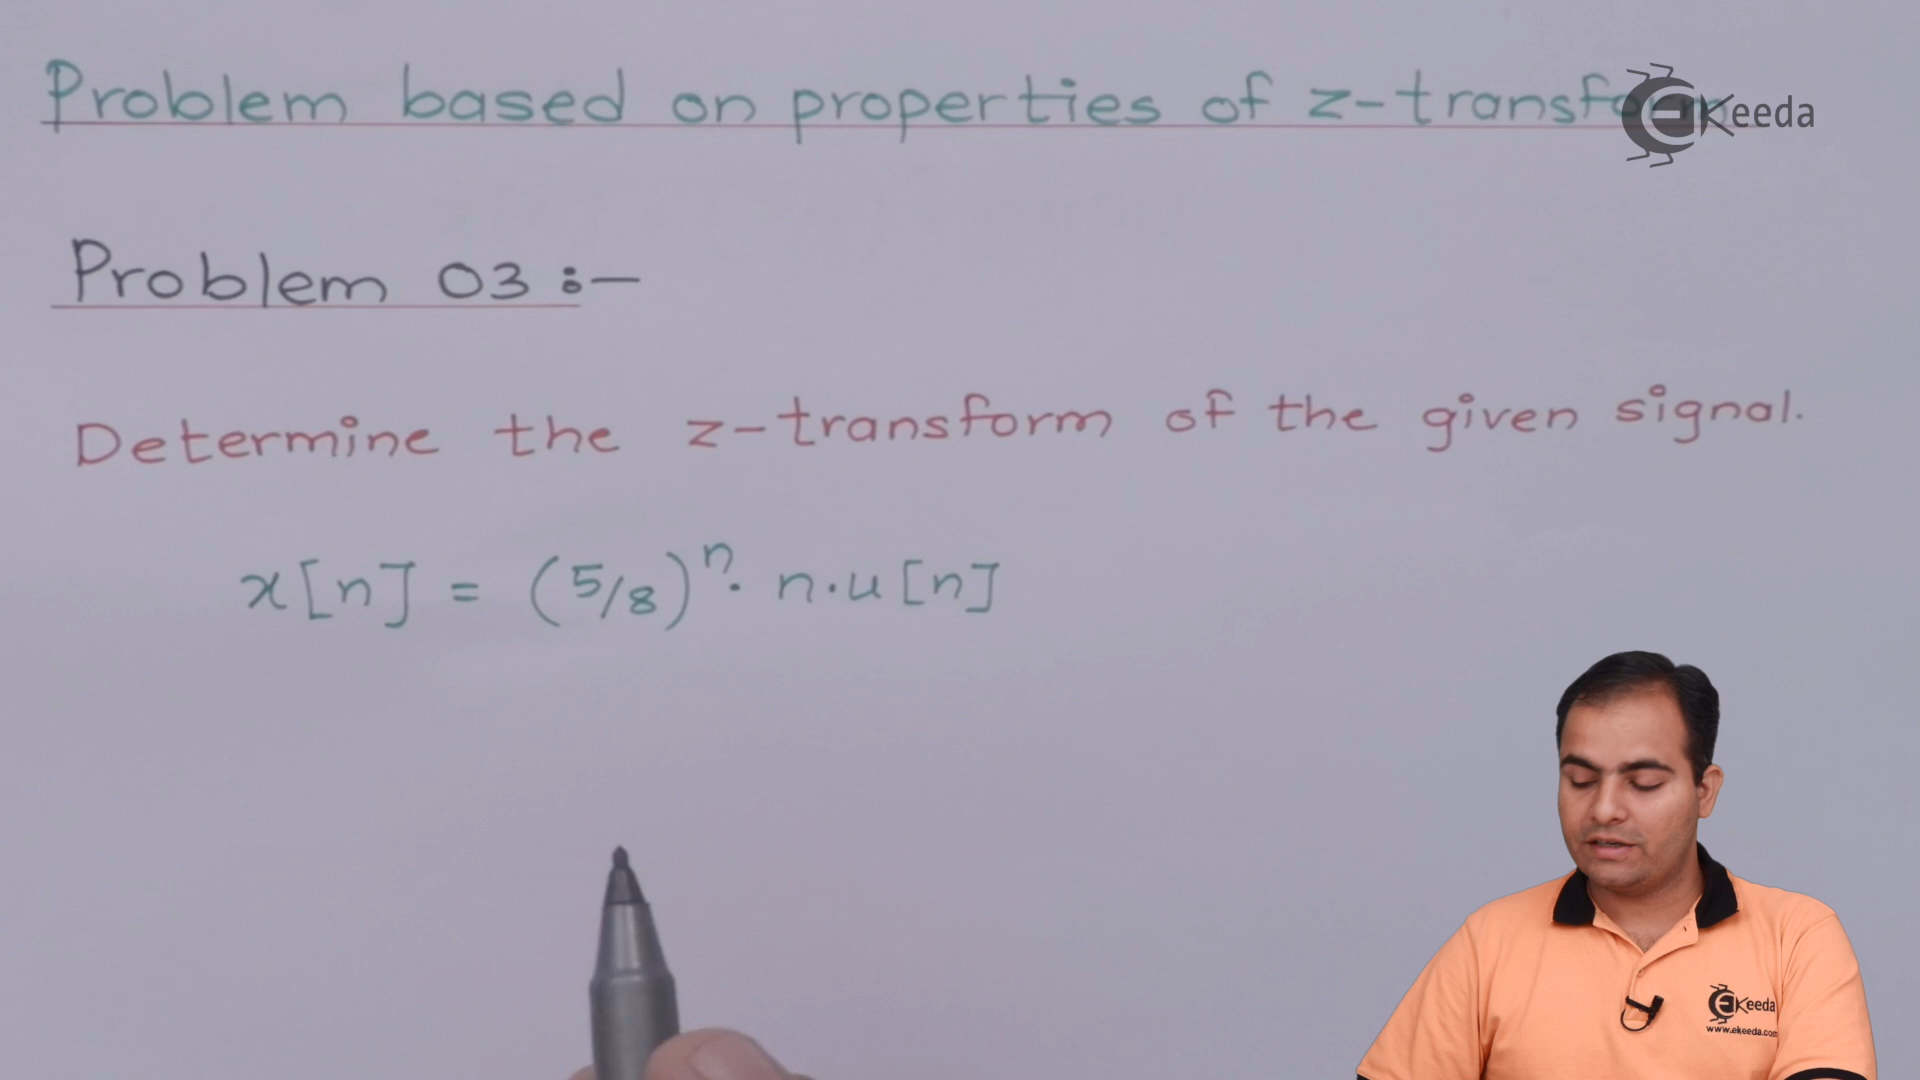 Problem based on properties of z-transform
EKeeda
Problem 03 :-
Determine the z-transform of the given signal.
x[n] = (5/8)ⁿ. n.u[n]
EKeeda
www.ekeeda.com